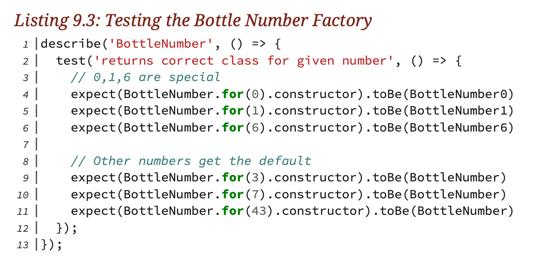 Listing 9.3: Testing the Bottle Number Factory
1 |describe('BottleNumber', () => {
2 |  test('returns correct class for given number', () => {
3 |    // 0,1,6 are special
4 |    expect(BottleNumber.for(0).constructor).toBe(BottleNumber0)
5 |    expect(BottleNumber.for(1).constructor).toBe(BottleNumber1)
6 |    expect(BottleNumber.for(6).constructor).toBe(BottleNumber6)
7 |
8 |    // Other numbers get the default
9 |    expect(BottleNumber.for(3).constructor).toBe(BottleNumber)
10 |    expect(BottleNumber.for(7).constructor).toBe(BottleNumber)
11 |    expect(BottleNumber.for(43).constructor).toBe(BottleNumber)
12 |  });
13 |});